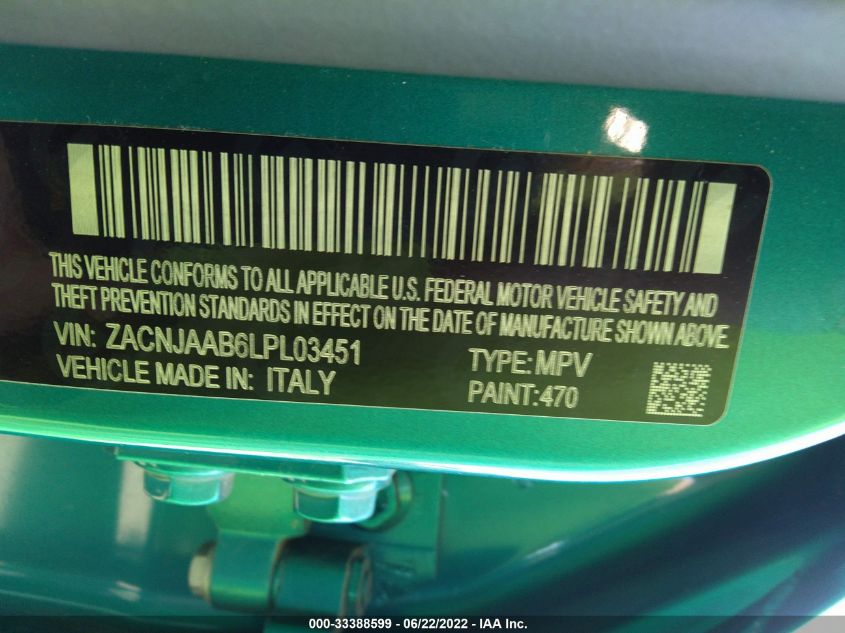 THIS VEHICLE CONFORMS TO ALL APPLICABLE U.S. FEDERAL MOTOR VEHICLE SAFETY AND
THEFT PREVENTION STANDARDS IN EFFECT ON THE DATE OF MANUFACTURE SHOWN ABOVE.
VIN: ZACNJAAB6LPL03451
TYPE:MPV
VEHICLE MADE IN: ITALY
PAINT:470
000-33388599 - 06/22/2022 - IAA Inc.